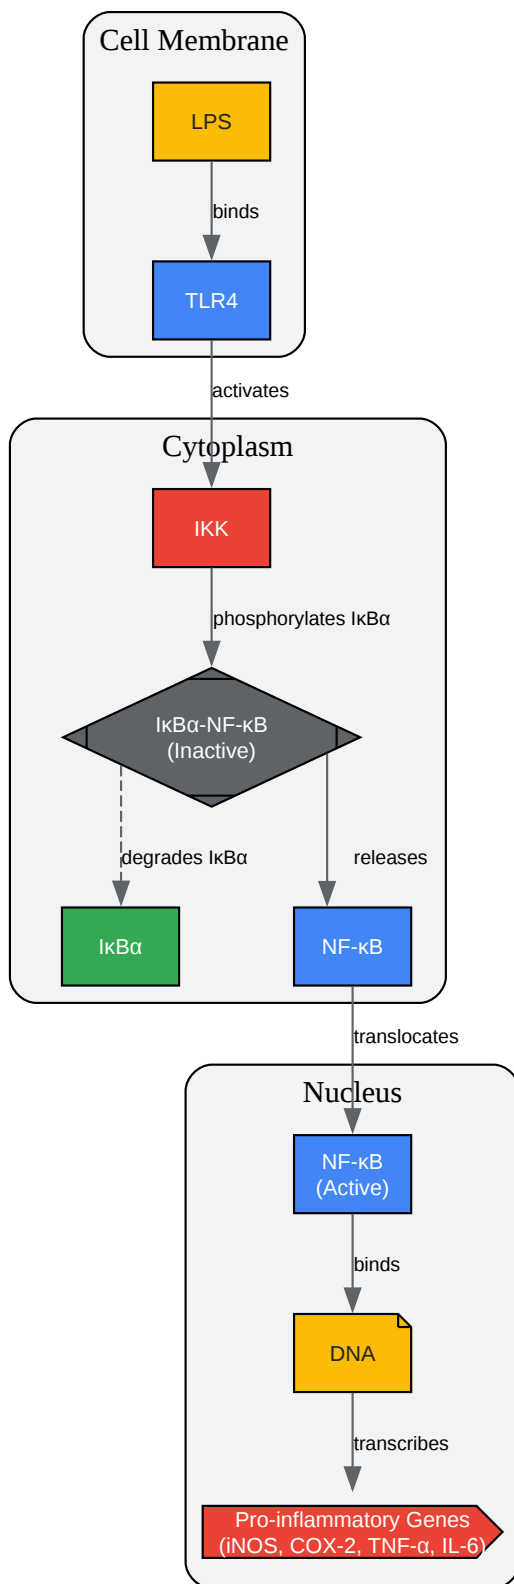 Cell Membrane
LPS
binds
TLR4
activates
Cytoplasm
IKK
phosphorylates IκBα
IκBα-NF-κB
(Inactive)
degrades IκBα
releases
IκBα
NF-κB
translocates
Nucleus
NF-κB
(Active)
binds
DNA
transcribes
Pro-inflammatory Genes
(iNOS, COX-2, TNF-α, IL-6)